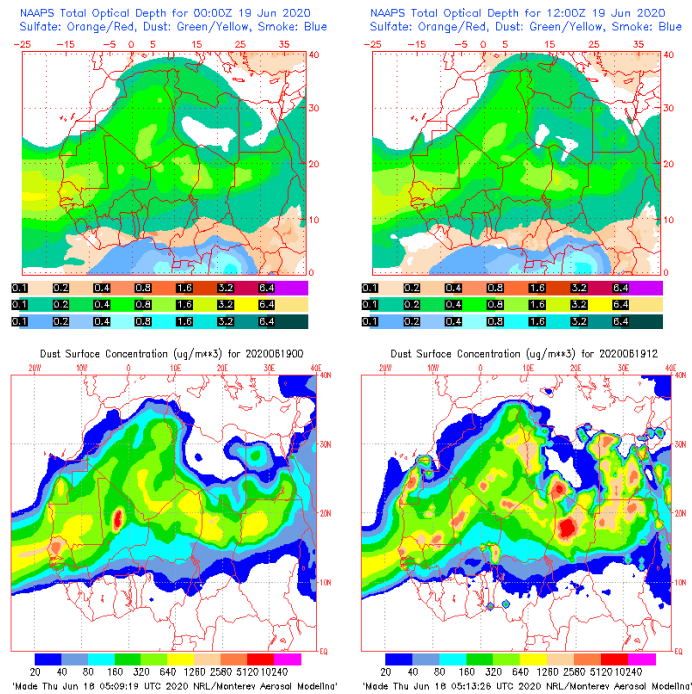 NAAPS Total Optical Depth for 00:00Z 19 Jun 2020
Sulfate: Orange/Red, Dust: Green/Yellow, Smoke: Blue
-25 -15 -5 0 5 15 25 35
40
30
20
10
0
0.1 0.2 0.4 0.8 1.6 3.2 6.4
0.1 0.2 0.4 0.8 1.6 3.2 6.4
0.1 0.2 0.4 0.8 1.6 3.2 6.4
NAAPS Total Optical Depth for 12:00Z 19 Jun 2020
Sulfate: Orange/Red, Dust: Green/Yellow, Smoke: Blue
-25 -15 -5 0 5 15 25 35
40
30
20
10
0
0.1 0.2 0.4 0.8 1.6 3.2 6.4
0.1 0.2 0.4 0.8 1.6 3.2 6.4
0.1 0.2 0.4 0.8 1.6 3.2 6.4
Dust Surface Concentration (ug/m**3) for 2020061900
20W 10W 0 10E 20E 30E 40E
40N
30N
20N
10N
EQ
20 40 80 160 320 640 1280 2560 5120 10240
'Made Thu Jun 18 05:09:19 UTC 2020 NRL/Monterey Aerosol Modeling'
Dust Surface Concentration (ug/m**3) for 2020061912
20W 10W 0 10E 20E 30E 40E
40N
30N
20N
10N
EQ
20 40 80 160 320 640 1280 2560 5120 10240
'Made Thu Jun 18 05:13:26 UTC 2020 NRL/Monterey Aerosol Modeling'